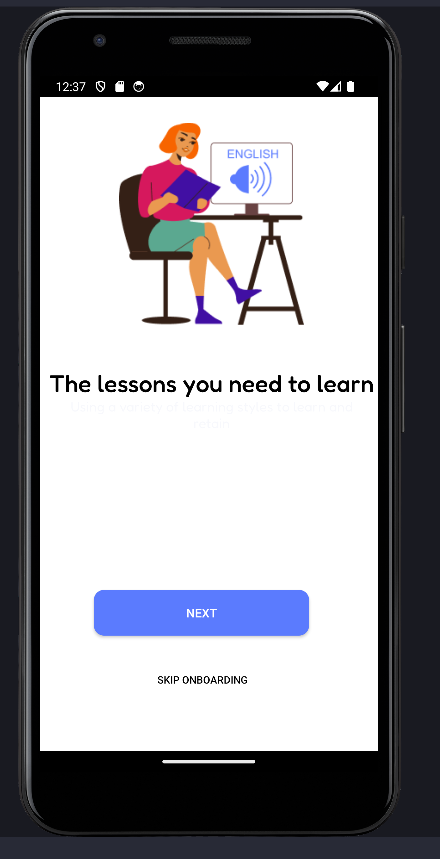 12:37
ENGLISH
The lessons you need to learn
Using a variety of learning styles to learn and
retain
NEXT
SKIP ONBOARDING